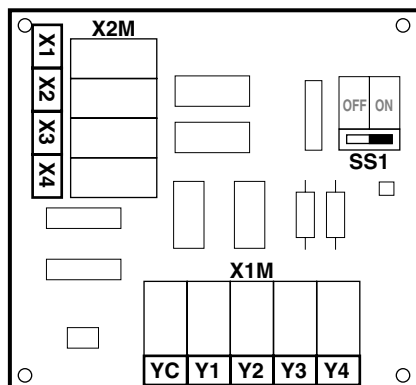 X2M
X1
X2
X3
X4
OFF ON
SS1
X1M
YC Y1 Y2 Y3 Y4